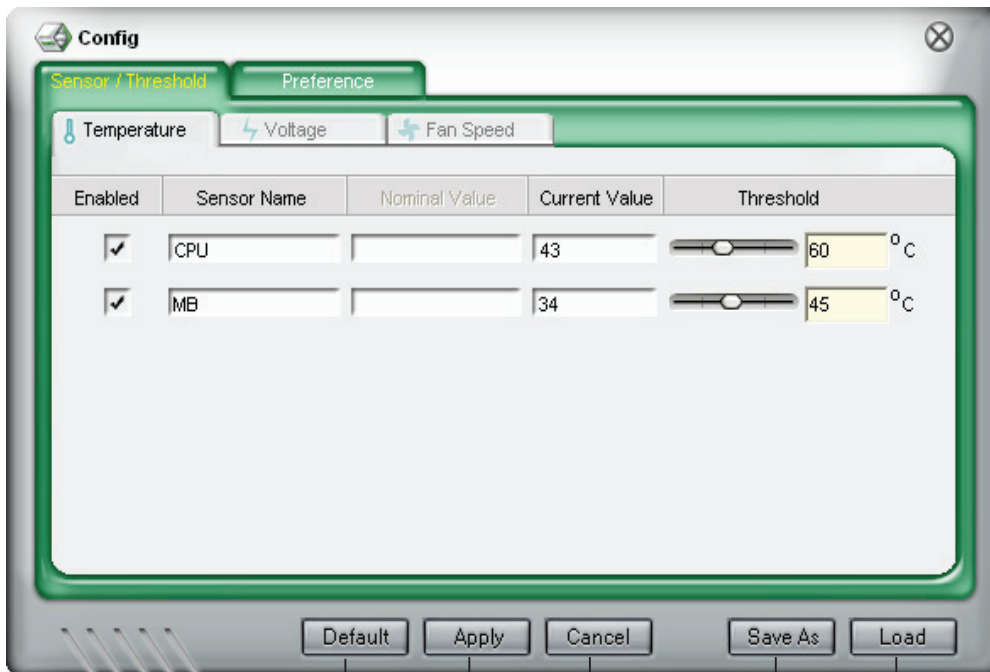 Config
Sensor / Threshold Preference
Temperature Voltage Fan Speed
Enabled Sensor Name Nominal Value Current Value Threshold
CPU 43 60 °C
MB 34 45 °C
Default Apply Cancel Save As Load